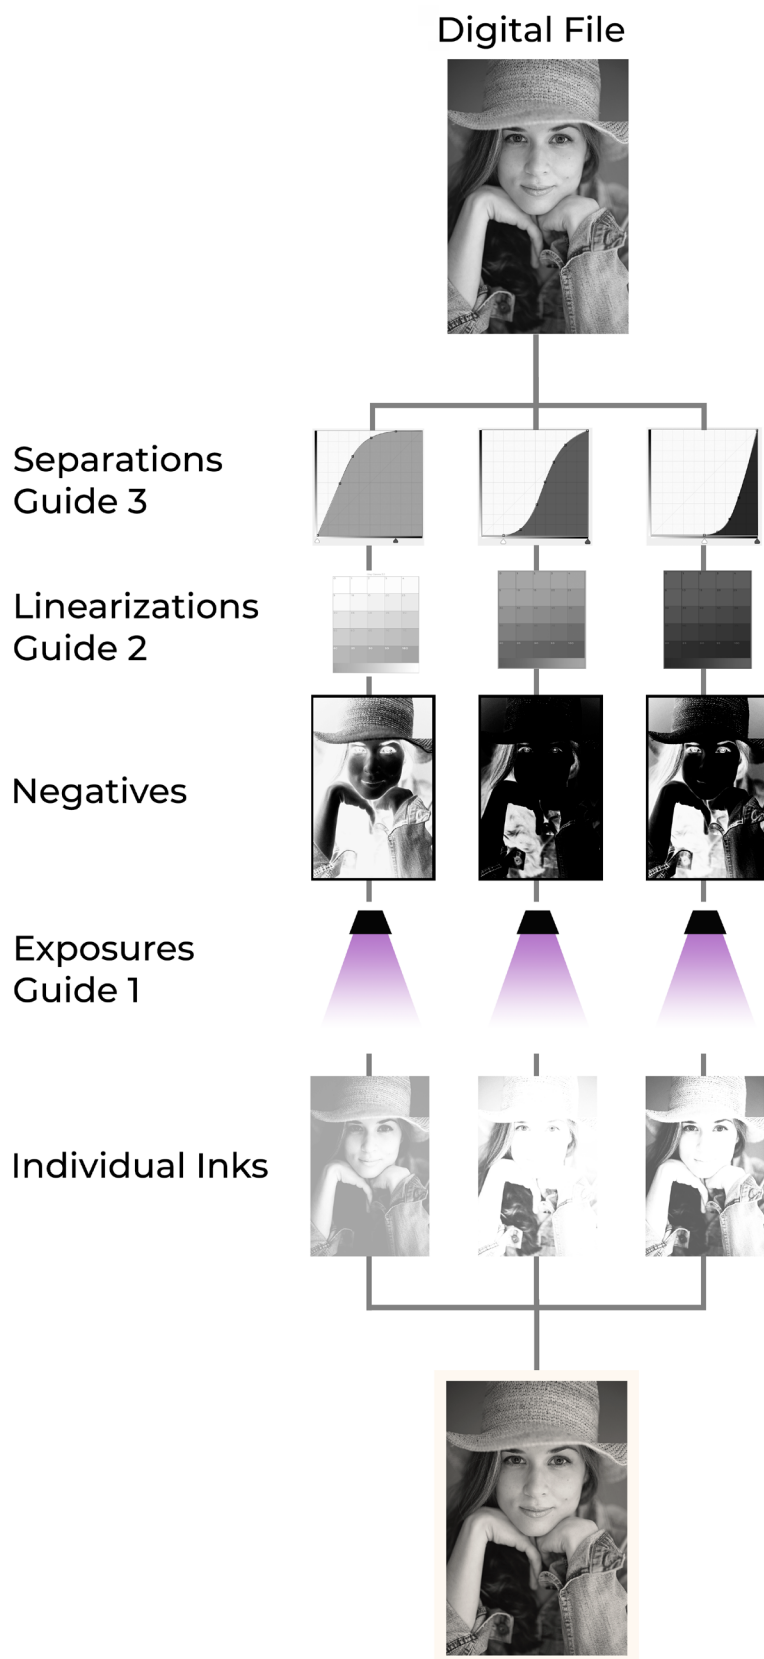 Digital File
Separations
Guide 3
Linearizations
Guide 2
Negatives
Exposures
Guide 1
Individual Inks